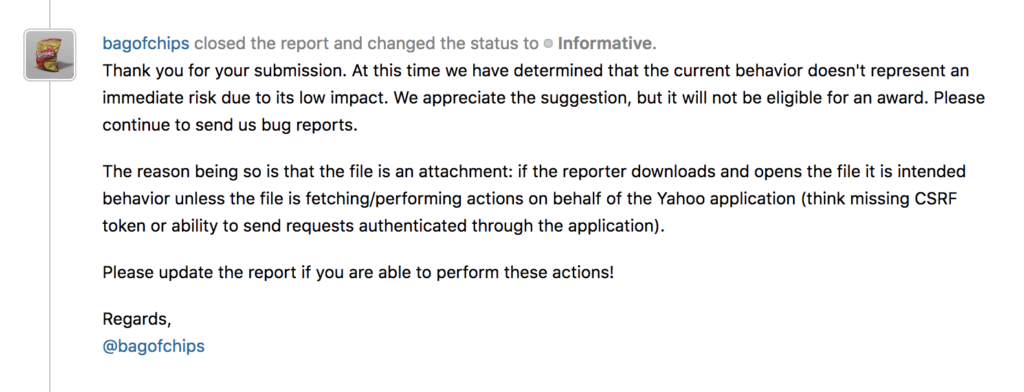 bagofchips closed the report and changed the status to Informative.
Thank you for your submission. At this time we have determined that the current behavior doesn't represent an
immediate risk due to its low impact. We appreciate the suggestion, but it will not be eligible for an award. Please
continue to send us bug reports.
The reason being so is that the file is an attachment: if the reporter downloads and opens the file it is intended
behavior unless the file is fetching/performing actions on behalf of the Yahoo application (think missing CSRF
token or ability to send requests authenticated through the application).
Please update the report if you are able to perform these actions!
Regards,
@bagofchips